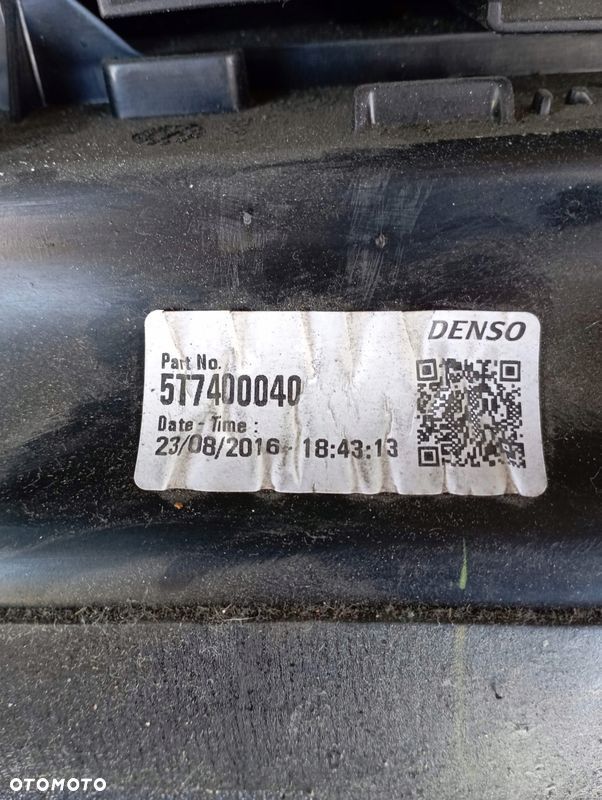 DENSO
Part No.
5T7400040
Date - Time :
23/08/2016 - 18:43:13
OTOMOTO